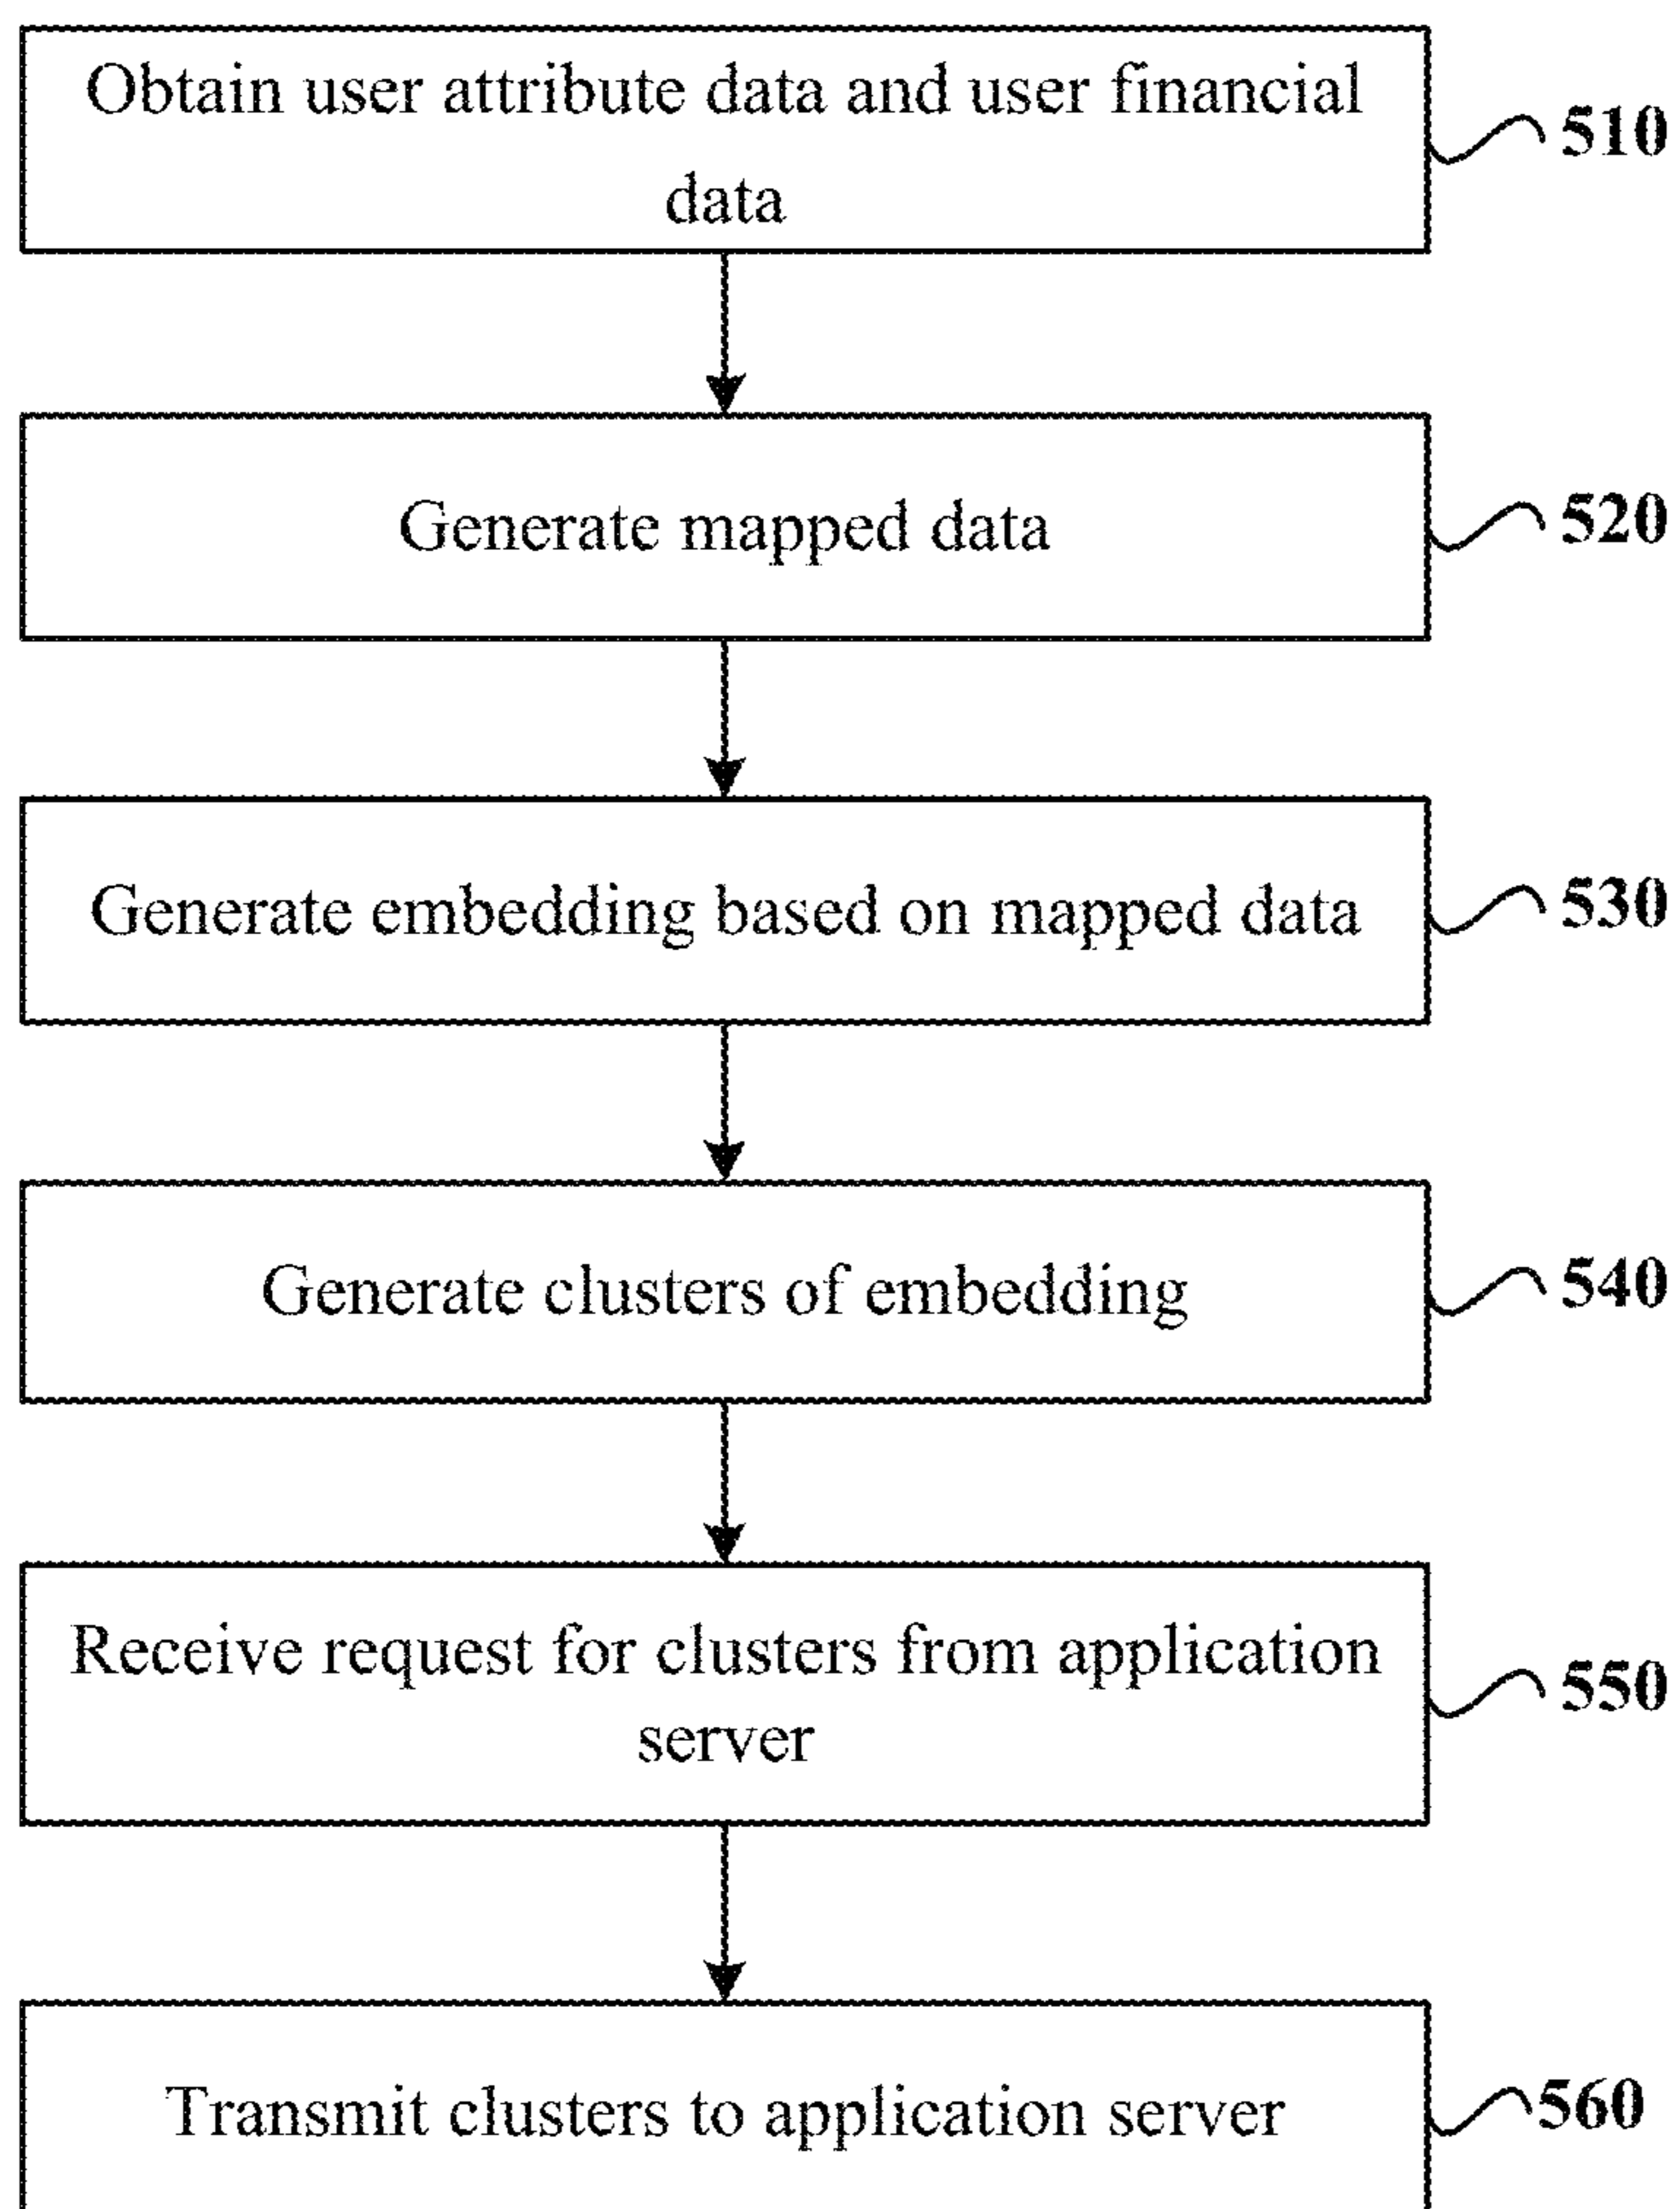 Obtain user attribute data and user financial
data
510
Generate mapped data
520
Generate embedding based on mapped data
530
Generate clusters of embedding
540
Receive request for clusters from application
server
550
Transmit clusters to application server
560